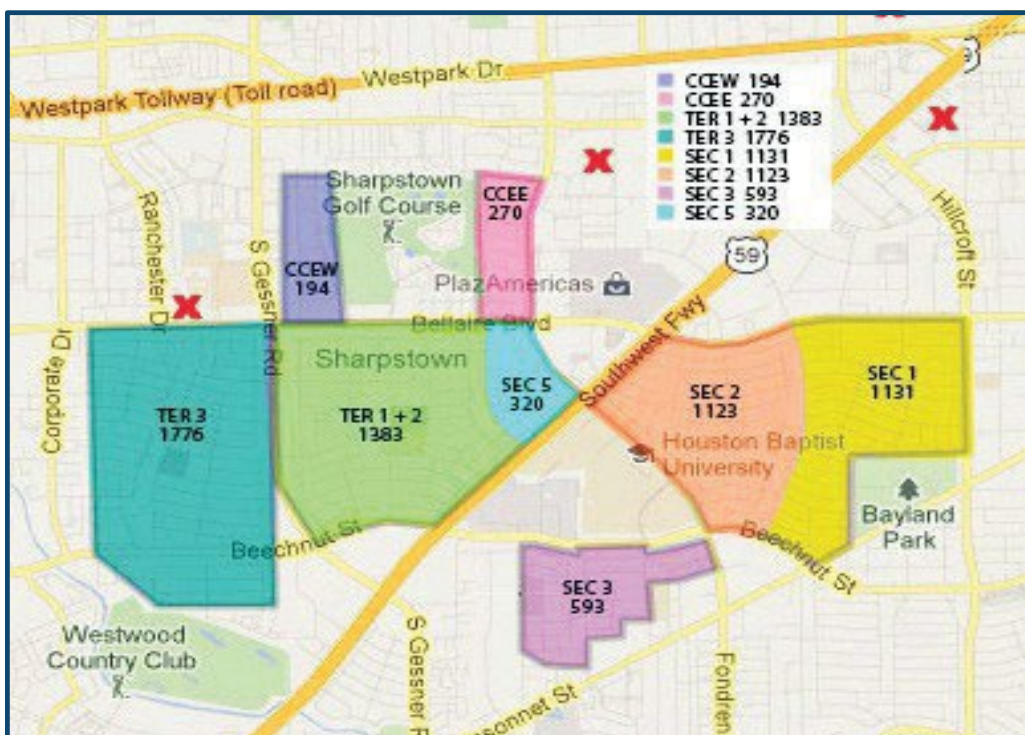 Westpark Dr
Westpark Tollway (Toll road)
CCEW 194
CCEE 270
TER 1 + 2 1383
TER 3 1776
SEC 1 1131
SEC 2 1123
SEC 3 593
SEC 5 320
Ranchester Dr
S Gessner Rd
Sharpstown
Golf Course
CCEE
270
Hillcroft St
59
CCEW
194
PlazAmericas
Southwest Fwy
Bellaire Blvd
Corporate Dr
Sharpstown
TER 3
1776
TER 1 + 2
1383
SEC 5
320
SEC 2
1123
SEC 1
1131
Houston Baptist
University
Bayland
Park
Beechnut St
Beechnut St
SEC 3
593
Westwood
Country Club
S Gessner
Fondren